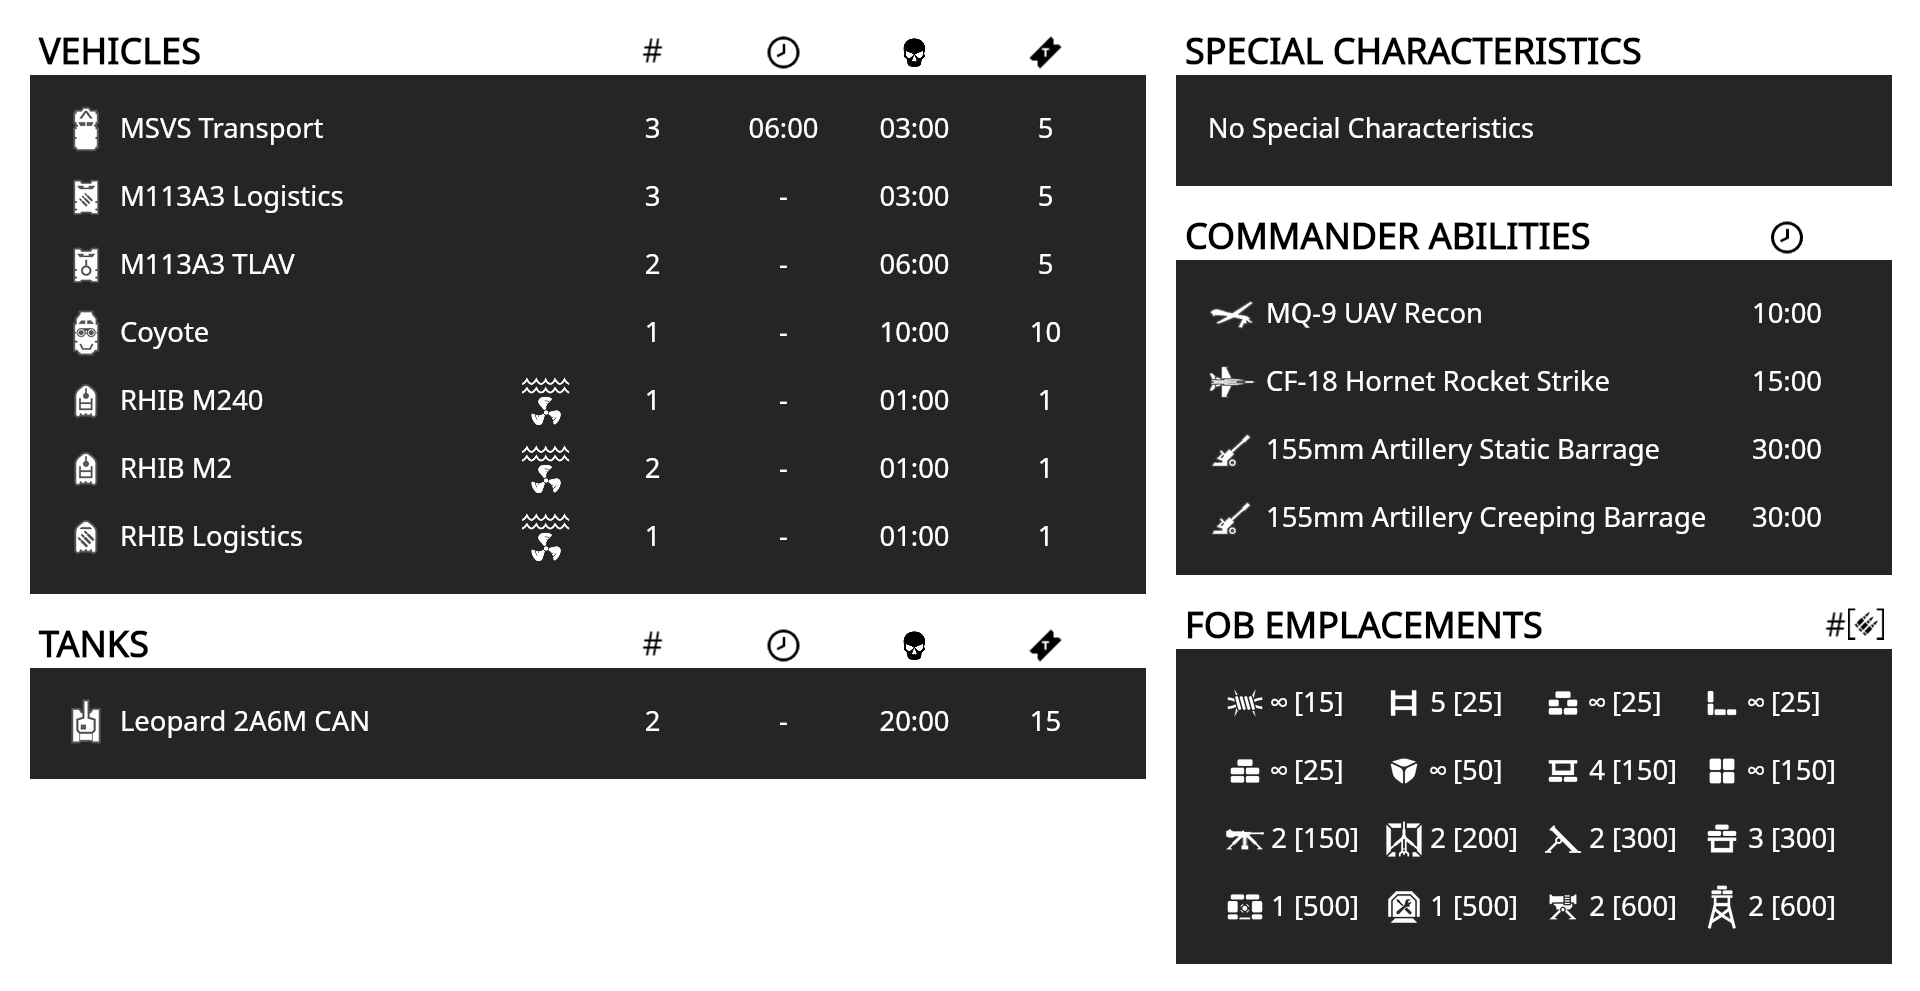 VEHICLES #
MSVS Transport 3 06:00 03:00 5
M113A3 Logistics 3 - 03:00 5
M113A3 TLAV 2 - 06:00 5
Coyote 1 - 10:00 10
RHIB M240 1 - 01:00 1
RHIB M2 2 - 01:00 1
RHIB Logistics 1 - 01:00 1
TANKS #
Leopard 2A6M CAN 2 - 20:00 15
SPECIAL CHARACTERISTICS
No Special Characteristics
COMMANDER ABILITIES
MQ-9 UAV Recon 10:00
CF-18 Hornet Rocket Strike 15:00
155mm Artillery Static Barrage 30:00
155mm Artillery Creeping Barrage 30:00
FOB EMPLACEMENTS #[ ]
∞ [15] 5 [25] ∞ [25] ∞ [25]
∞ [25] ∞ [50] 4 [150] ∞ [150]
2 [150] 2 [200] 2 [300] 3 [300]
1 [500] 1 [500] 2 [600] 2 [600]